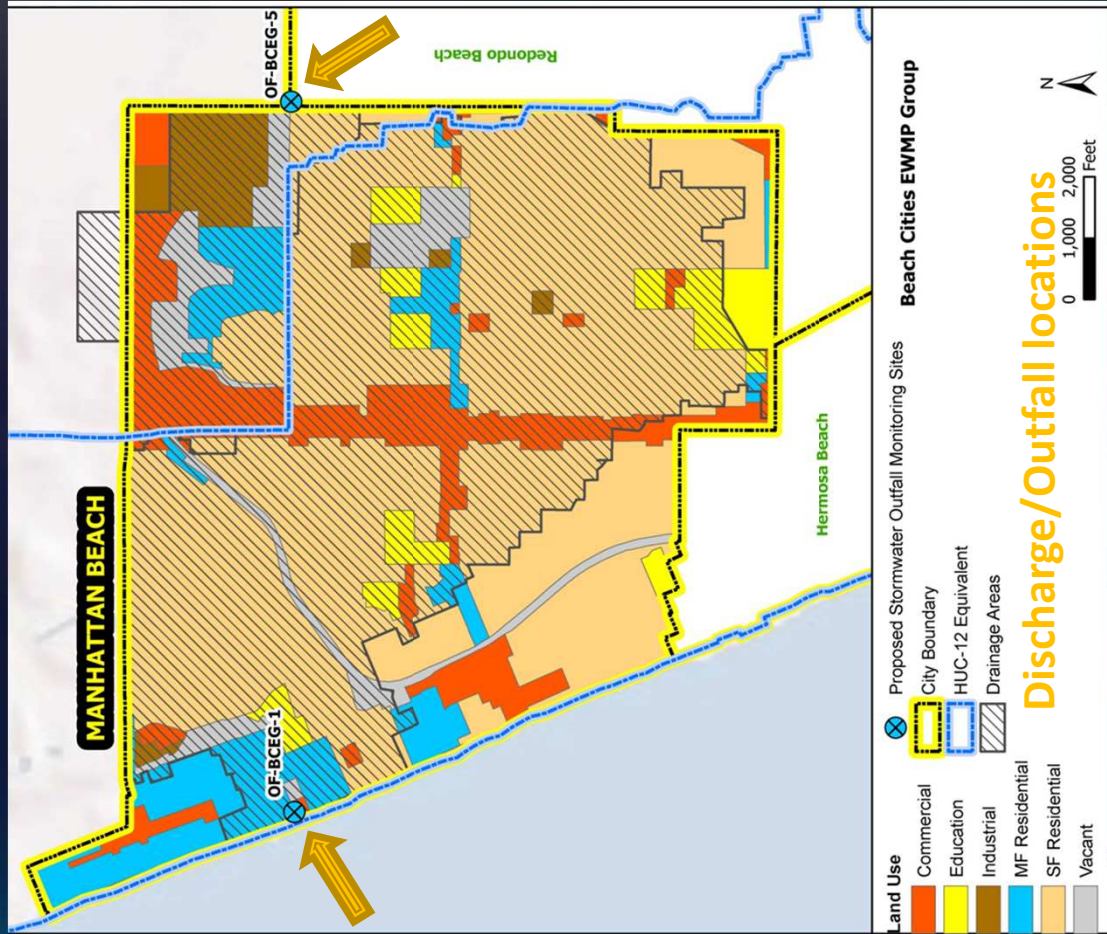 MANHATTAN BEACH
OF-BCEG-5
OF-BCEG-1
Redondo Beach
Hermosa Beach
Land Use
Commercial
Education
Industrial
MF Residential
SF Residential
Vacant
Proposed Stormwater Outfall Monitoring Sites
City Boundary
HUC-12 Equivalent
Drainage Areas
Beach Cities EWMP Group
N
0 1,000 2,000
Feet
Discharge/Outfall locations